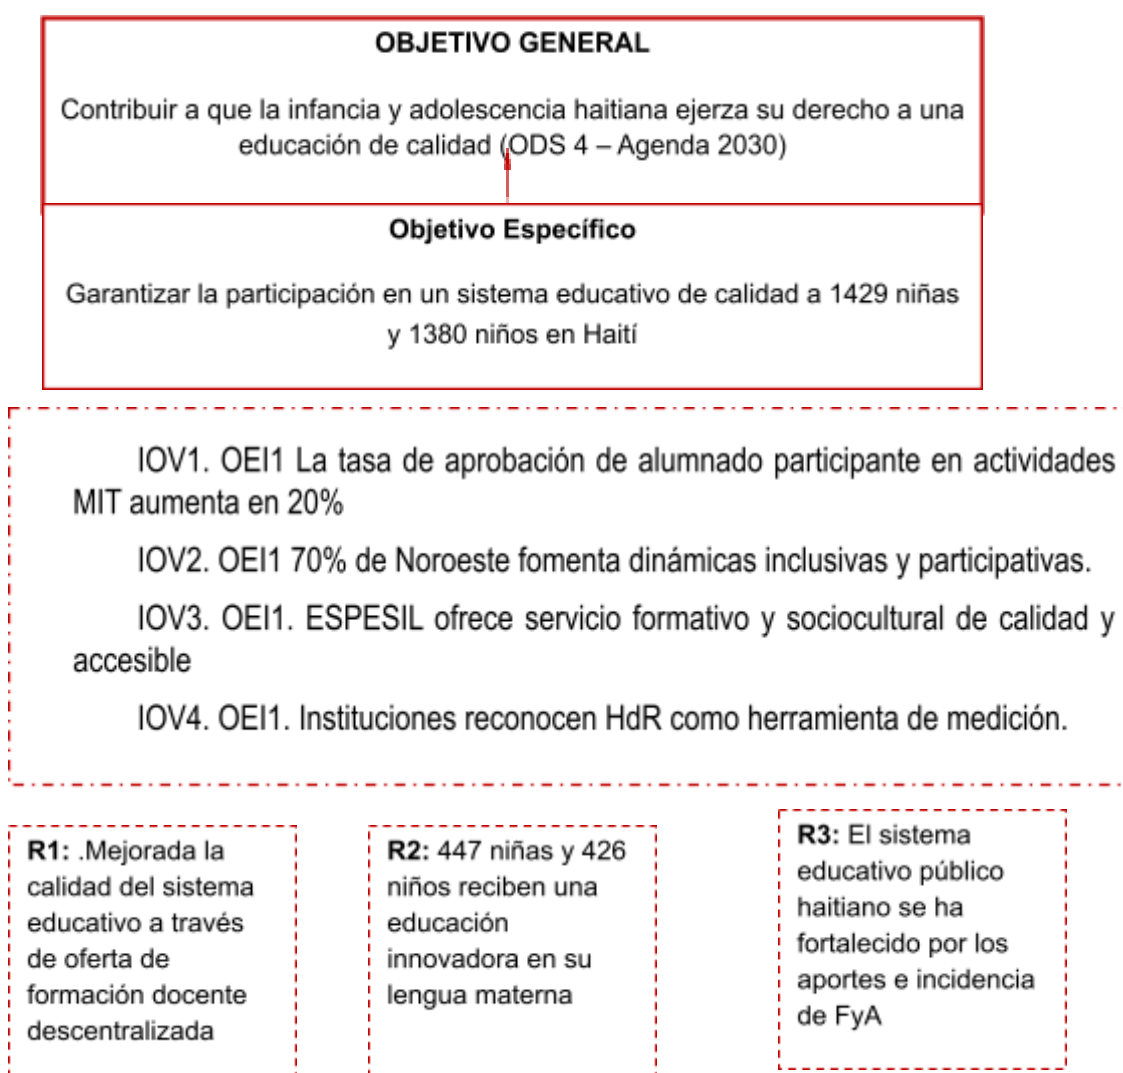 OBJETIVO GENERAL
Contribuir a que la infancia y adolescencia haitiana ejerza su derecho a una
educación de calidad (ODS 4 – Agenda 2030)
Objetivo Específico
Garantizar la participación en un sistema educativo de calidad a 1429 niñas
y 1380 niños en Haití
IOV1. OEI1 La tasa de aprobación de alumnado participante en actividades
MIT aumenta en 20%
IOV2. OEI1 70% de Noroeste fomenta dinámicas inclusivas y participativas.
IOV3. OEI1. ESPESIL ofrece servicio formativo y sociocultural de calidad y
accesible
IOV4. OEI1. Instituciones reconocen HdR como herramienta de medición.
R1: .Mejorada la
calidad del sistema
educativo a través
de oferta de
formación docente
descentralizada
R2: 447 niñas y 426
niños reciben una
educación
innovadora en su
lengua materna
R3: El sistema
educativo público
haitiano se ha
fortalecido por los
aportes e incidencia
de FyA